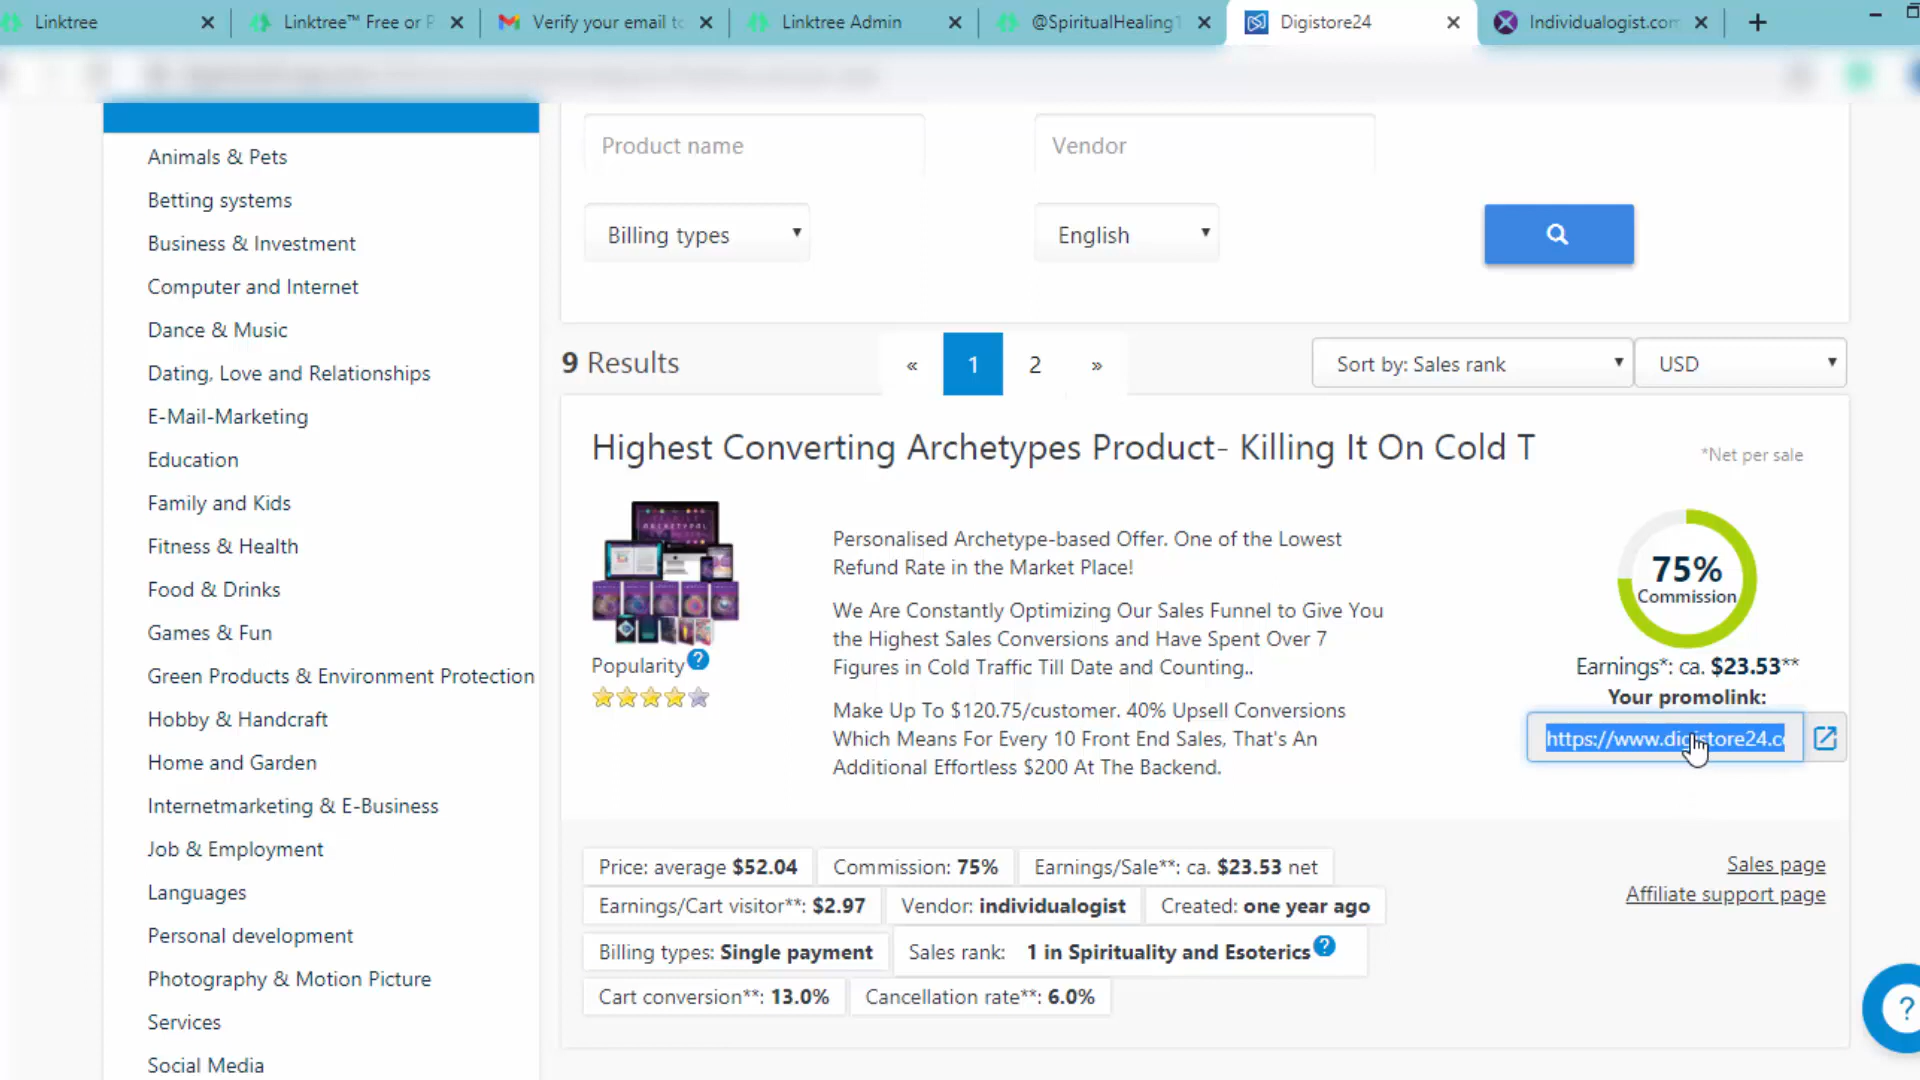 Linktree
Linktree™ Free or P
Verify your email to
Linktree Admin
@SpiritualHealing1
Digistore24
Individualogist.com
Product name
Vendor
Billing types
English
9 Results
«
1
2
»
Sort by: Sales rank
USD
Animals & Pets
Betting systems
Business & Investment
Computer and Internet
Dance & Music
Dating, Love and Relationships
E-Mail-Marketing
Education
Family and Kids
Fitness & Health
Food & Drinks
Games & Fun
Green Products & Environment Protection
Hobby & Handcraft
Home and Garden
Internetmarketing & E-Business
Job & Employment
Languages
Personal development
Photography & Motion Picture
Services
Social Media
Highest Converting Archetypes Product- Killing It On Cold T
*Net per sale
Popularity ?
Personalised Archetype-based Offer. One of the Lowest
Refund Rate in the Market Place!
We Are Constantly Optimizing Our Sales Funnel to Give You
the Highest Sales Conversions and Have Spent Over 7
Figures in Cold Traffic Till Date and Counting..
Make Up To $120.75/customer. 40% Upsell Conversions
Which Means For Every 10 Front End Sales, That's An
Additional Effortless $200 At The Backend.
75%
Commission
Earnings*: ca. $23.53**
Your promolink:
https://www.digistore24.co
Price: average $52.04
Commission: 75%
Earnings/Sale**: ca. $23.53 net
Earnings/Cart visitor**: $2.97
Vendor: individualogist
Created: one year ago
Billing types: Single payment
Sales rank: 1 in Spirituality and Esoterics ?
Cart conversion**: 13.0%
Cancellation rate**: 6.0%
Sales page
Affiliate support page
?